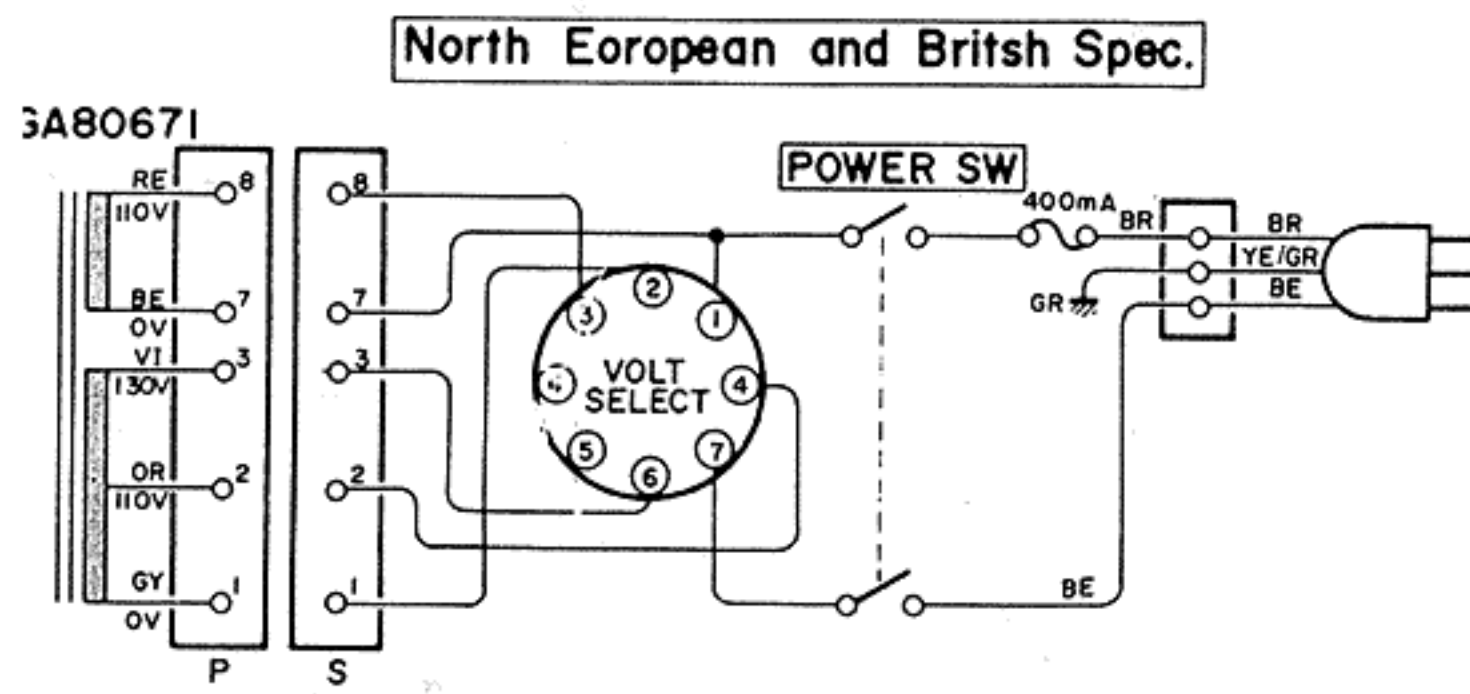 North Eoropean and Britsh Spec.
GA80671
POWER SW
RE
8
8
110V
400mA
BR
BR
YE/GR
BE
GR
2
3
1
BE
7
7
0V
VI
3
3
130V
VOLT
SELECT
4
OR
2
2
110V
5
6
7
GY
1
1
0V
BE
P
S